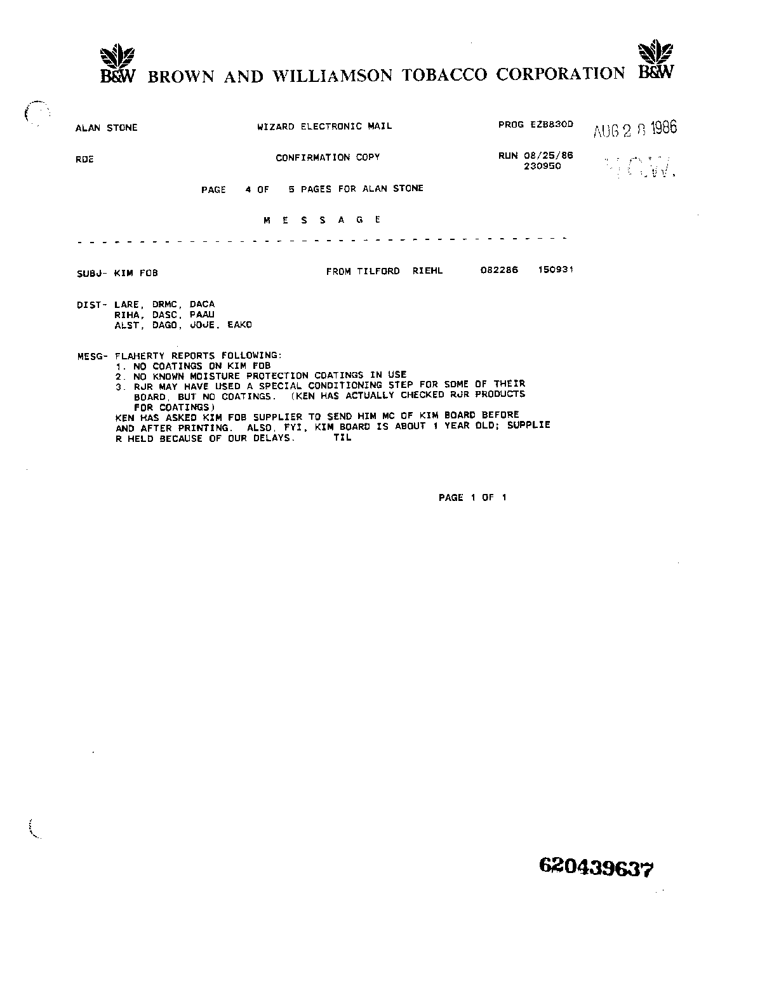 B&W BROWN AND WILLIAMSON TOBACCO CORPORATION B&W
ALAN STONE WIZARD ELECTRONIC MAIL PROG EZB830D
AUG 28 1986
RDE CONFIRMATION COPY RUN 08/25/86
230950
PAGE 4 OF 5 PAGES FOR ALAN STONE
M E S S A G E
SUBJ- KIM FOB FROM TILFORD RIEHL 082286 150931
DIST- LARE, DRMC, DACA
RIHA, DASC, PAAU
ALST, DAGO, JOJE, EAKO
MESG- FLAHERTY REPORTS FOLLOWING:
1. NO COATINGS ON KIM FOB
2. NO KNOWN MOISTURE PROTECTION COATINGS IN USE
3. RJR MAY HAVE USED A SPECIAL CONDITIONING STEP FOR SOME OF THEIR
BOARD, BUT NO COATINGS. (KEN HAS ACTUALLY CHECKED RJR PRODUCTS
FOR COATINGS)
KEN HAS ASKED KIM FOB SUPPLIER TO SEND HIM MC OF KIM BOARD BEFORE
AND AFTER PRINTING. ALSO, FYI, KIM BOARD IS ABOUT 1 YEAR OLD; SUPPLIE
R HELD BECAUSE OF OUR DELAYS. TIL
PAGE 1 OF 1
620439637